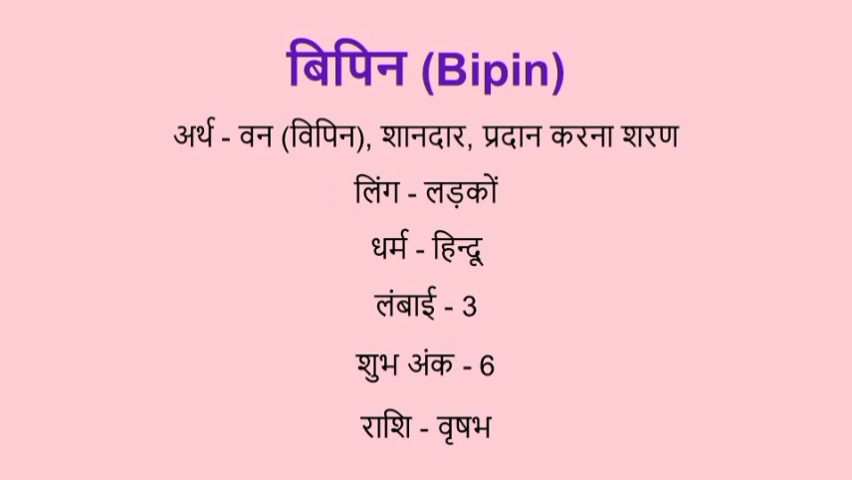 बिपिन (Bipin)
अर्थ - वन (विपिन), शानदार, प्रदान करना शरण
लिंग - लड़कों
धर्म - हिन्दू
लंबाई - 3
शुभ अंक - 6
राशि - वृषभ